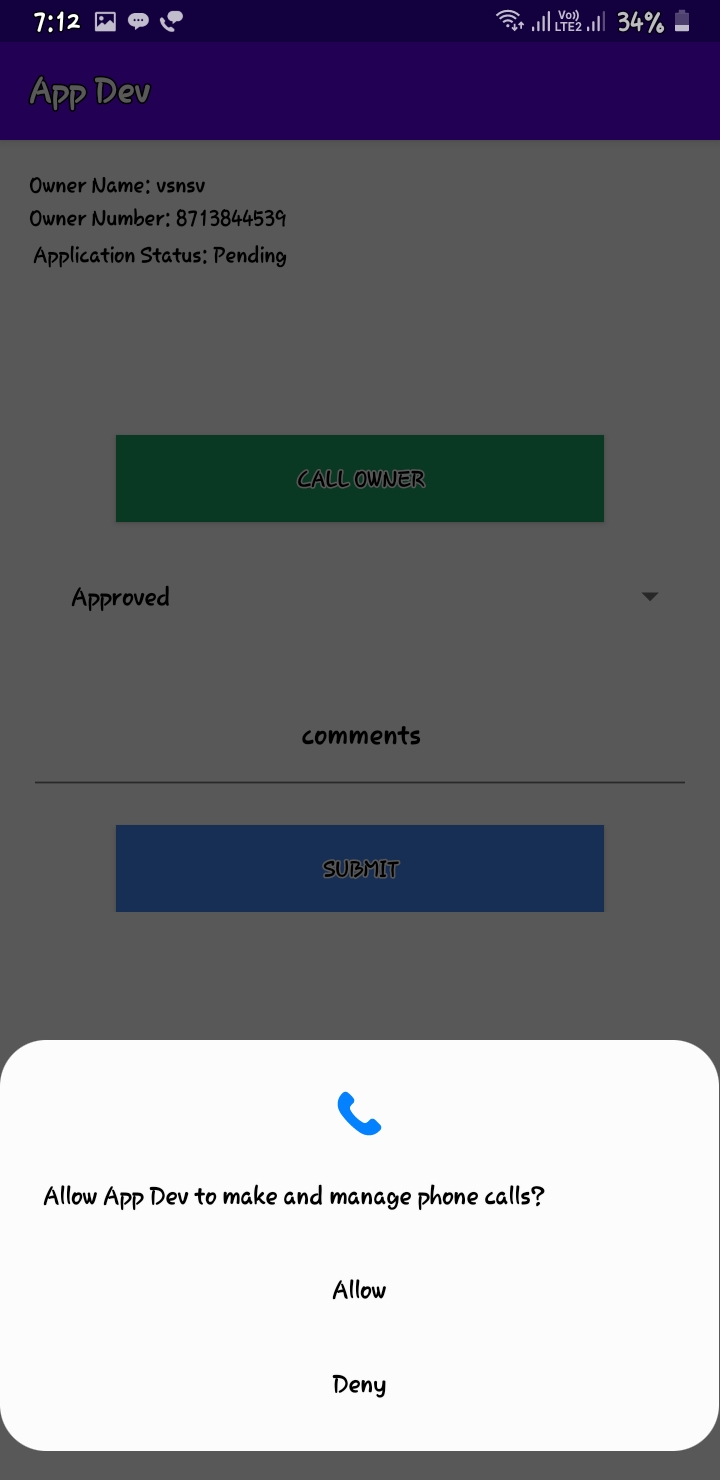 7:12 Vo)) LTE2 34%
App Dev
Owner Name: vsnsv
Owner Number: 8713844539
Application Status: Pending
CALL OWNER
Approved
comments
SUBMIT
Allow App Dev to make and manage phone calls?
Allow
Deny